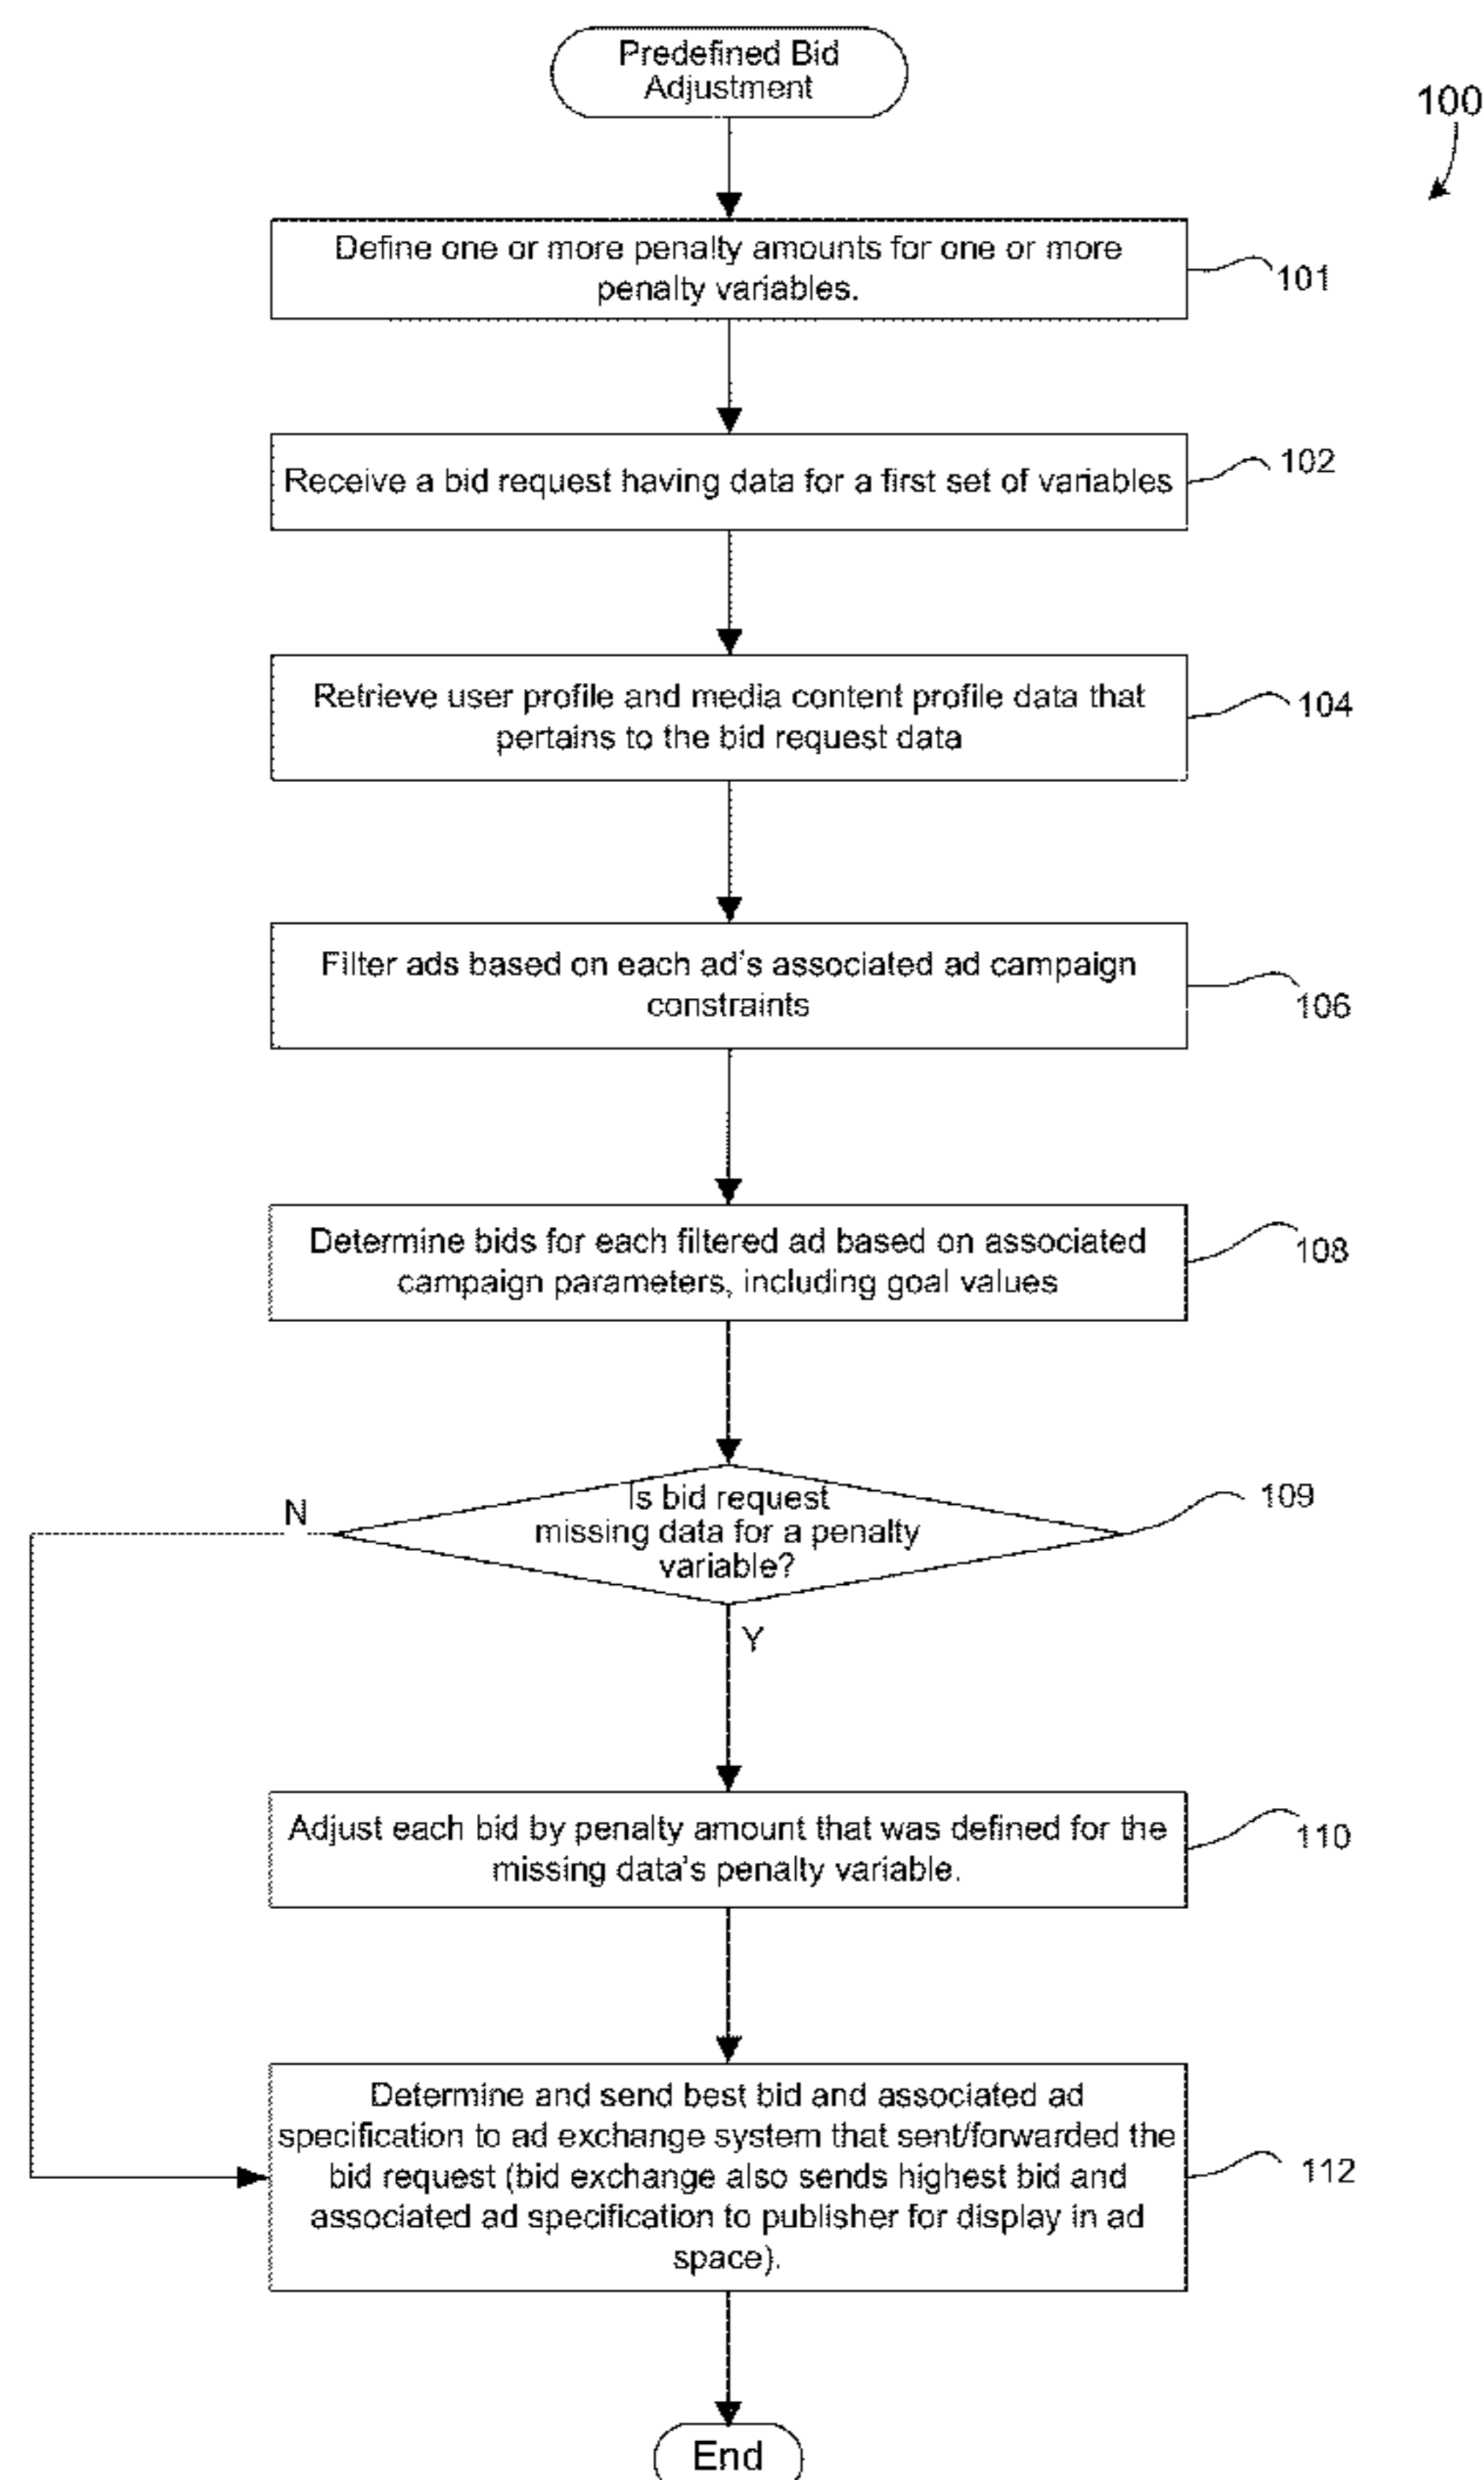 Predefined Bid
Adjustment
100
Define one or more penalty amounts for one or more
penalty variables.
101
Receive a bid request having data for a first set of variables
102
Retrieve user profile and media content profile data that
pertains to the bid request data
104
Filter ads based on each ad's associated ad campaign
constraints
106
Determine bids for each filtered ad based on associated
campaign parameters, including goal values
108
Is bid request
missing data for a penalty
variable?
109
N
Y
Adjust each bid by penalty amount that was defined for the
missing data's penalty variable.
110
Determine and send best bid and associated ad
specification to ad exchange system that sent/forwarded the
bid request (bid exchange also sends highest bid and
associated ad specification to publisher for display in ad
space).
112
End